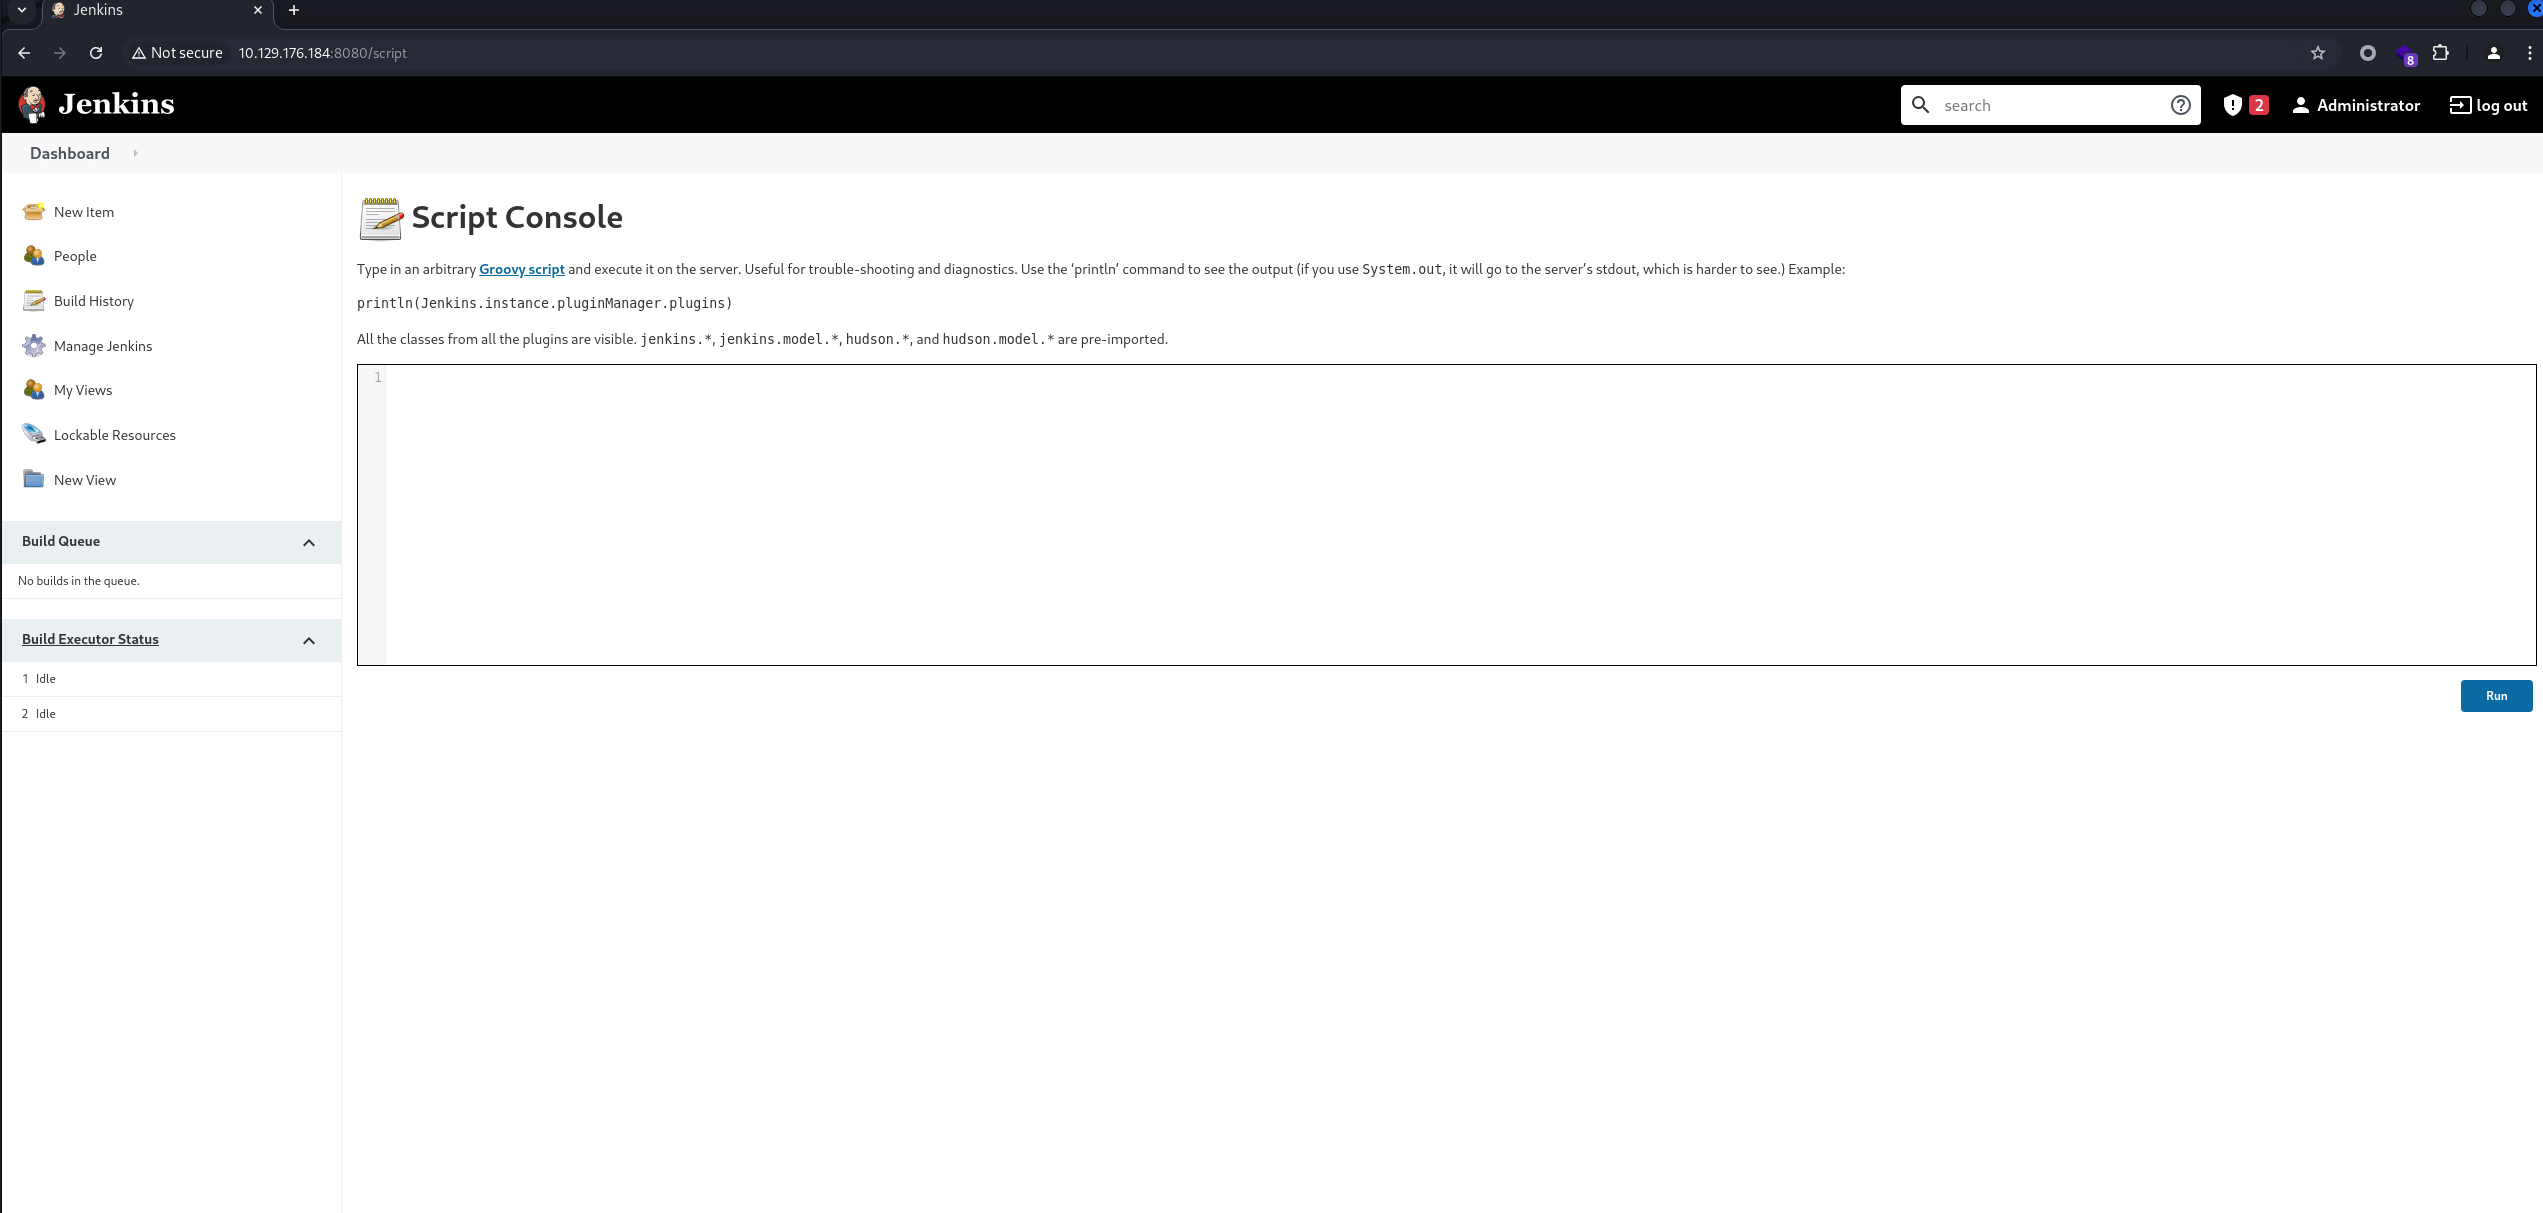 Jenkins
Not secure 10.129.176.184:8080/script
8
Jenkins
search
2
Administrator
log out
Dashboard
New Item
People
Build History
Manage Jenkins
My Views
Lockable Resources
New View
Build Queue
No builds in the queue.
Build Executor Status
1 Idle
2 Idle
Script Console
Type in an arbitrary Groovy script and execute it on the server. Useful for trouble-shooting and diagnostics. Use the ‘println’ command to see the output (if you use System.out, it will go to the server’s stdout, which is harder to see.) Example:
println(Jenkins.instance.pluginManager.plugins)
All the classes from all the plugins are visible. jenkins.*, jenkins.model.*, hudson.*, and hudson.model.* are pre-imported.
1
Run